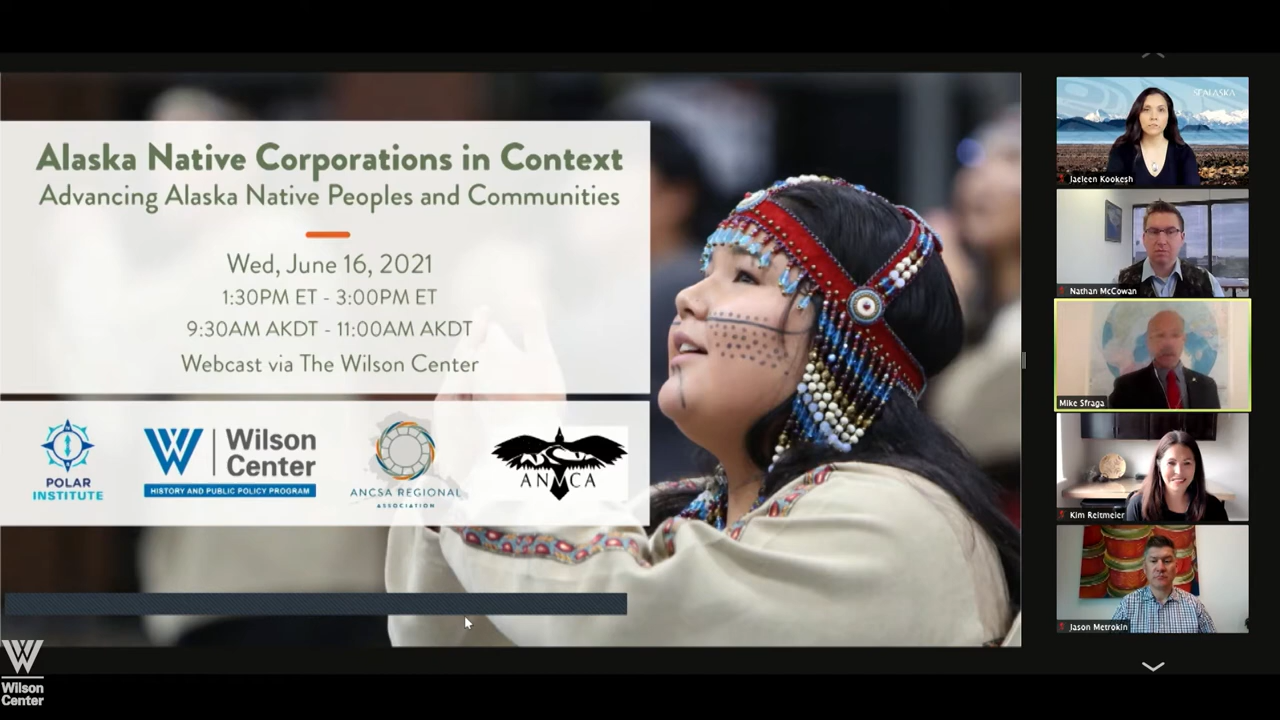 Alaska Native Corporations in Context
Advancing Alaska Native Peoples and Communities
Wed, June 16, 2021
1:30PM ET - 3:00PM ET
9:30AM AKDT - 11:00AM AKDT
Webcast via The Wilson Center
POLAR
INSTITUTE
Wilson
Center
HISTORY AND PUBLIC POLICY PROGRAM
ANCSA REGIONAL
ASSOCIATION
ANVCA
SEALASKA
Jaeleen Kookesh
Nathan McCowan
Mike Sfraga
Kim Reitmeier
Jason Metrokin
Wilson
Center